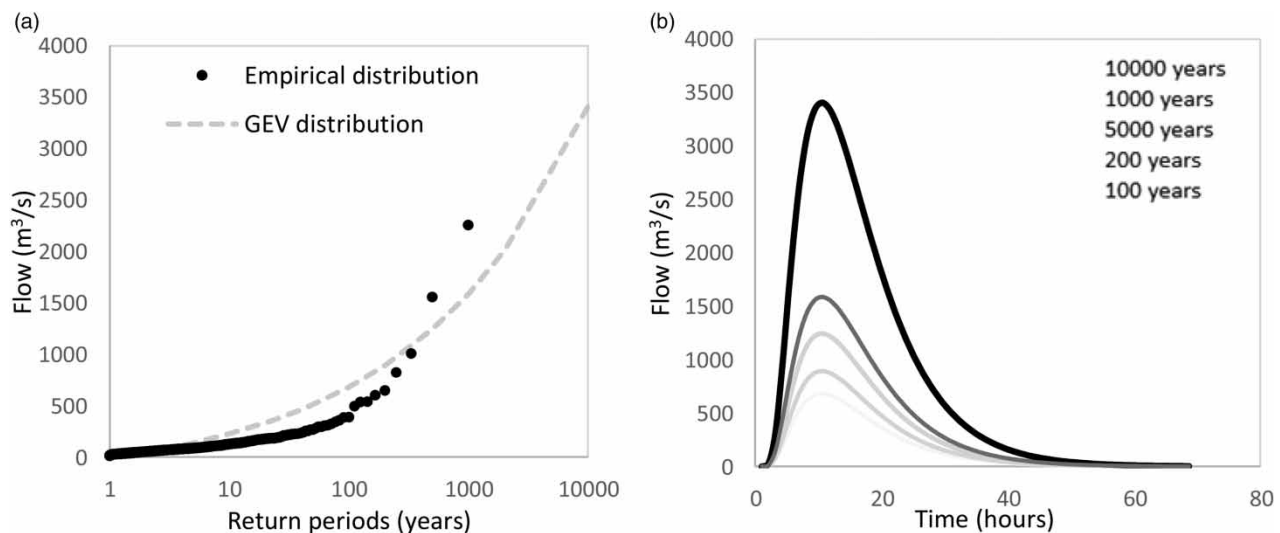 (a)
4000
3500
3000
2500
2000
1500
1000
500
0
Flow (m³/s)
Empirical distribution
GEV distribution
1 10 100 1000 10000
Return periods (years)
(b)
4000
3500
3000
2500
2000
1500
1000
500
0
Flow (m³/s)
10000 years
1000 years
5000 years
200 years
100 years
0 20 40 60 80
Time (hours)